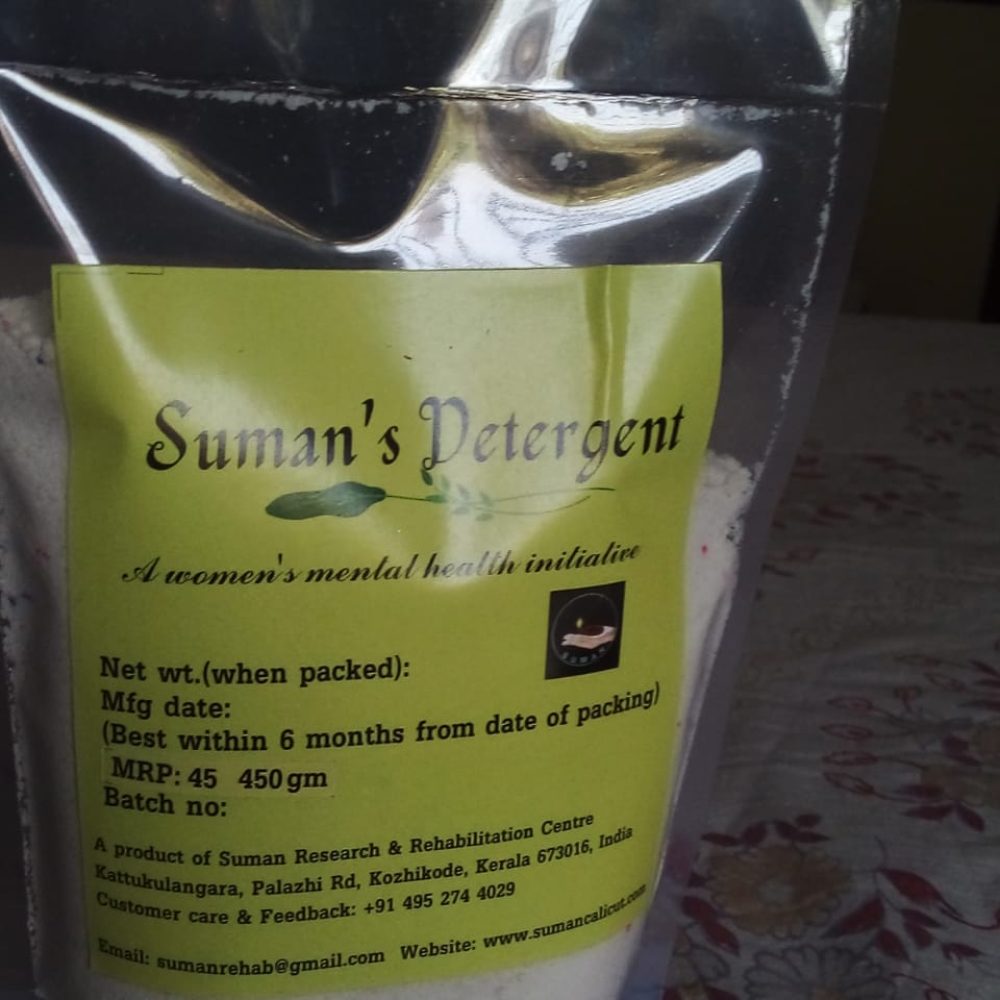 Suman's Detergent
A women's mental health initiative
SUMAN
Net wt.(when packed):
Mfg date:
(Best within 6 months from date of packing)
MRP: 45 450gm
Batch no:
A product of Suman Research & Rehabilitation Centre
Kattukulangara, Palazhi Rd, Kozhikode, Kerala 673016, India
Customer care & Feedback: +91 495 274 4029
Email: sumanrehab@gmail.com Website: www.sumancalicut.com